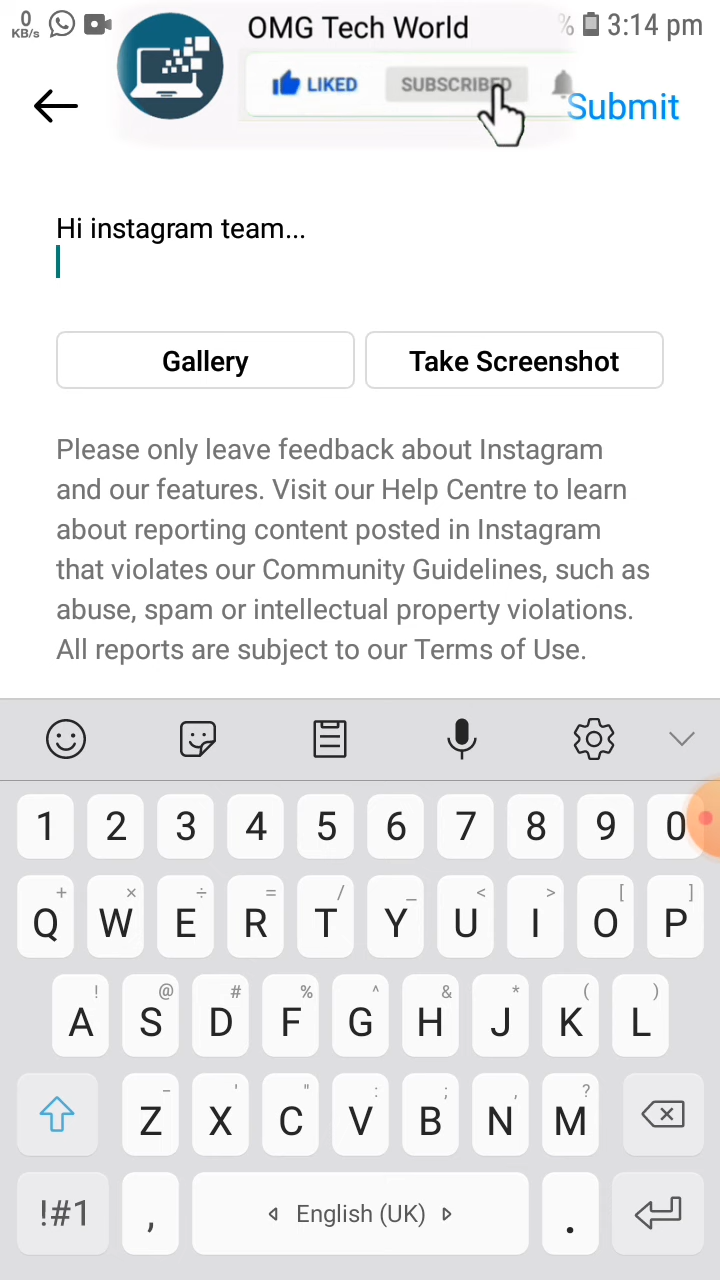 0
KB/s
OMG Tech World
% 3:14 pm
LIKED
SUBSCRIBED
Submit
Hi instagram team...
Gallery
Take Screenshot
Please only leave feedback about Instagram
and our features. Visit our Help Centre to learn
about reporting content posted in Instagram
that violates our Community Guidelines, such as
abuse, spam or intellectual property violations.
All reports are subject to our Terms of Use.
1 2 3 4 5 6 7 8 9 0
+ × ÷ = / _ < > [ ]
Q W E R T Y U I O P
! @ # % ^ & * ( )
A S D F G H J K L
- ' " : ; , ?
Z X C V B N M
!#1 , English (UK) .